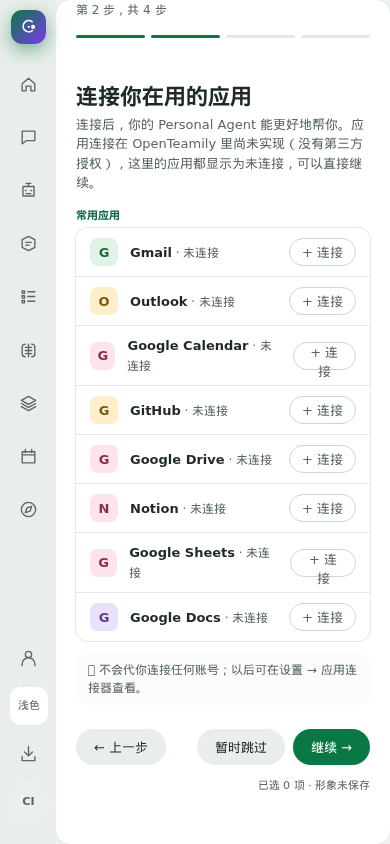 第 2 步，共 4 步
连接你在用的应用
连接后，你的 Personal Agent 能更好地帮你。应
用连接在 OpenTeamily 里尚未实现（没有第三方
授权），这里的应用都显示为未连接，可以直接继
续。
常用应用
G Gmail · 未连接 + 连接
O Outlook · 未连接 + 连接
G Google Calendar · 未
连接
+ 连
接
G GitHub · 未连接 + 连接
G Google Drive · 未连接 + 连接
N Notion · 未连接 + 连接
G Google Sheets · 未连
接
+ 连
接
G Google Docs · 未连接 + 连接
不会代你连接任何账号；以后可在设置 → 应用连
接器查看。
浅色
← 上一步 暂时跳过 继续 →
已选 0 项 · 形象未保存
CI